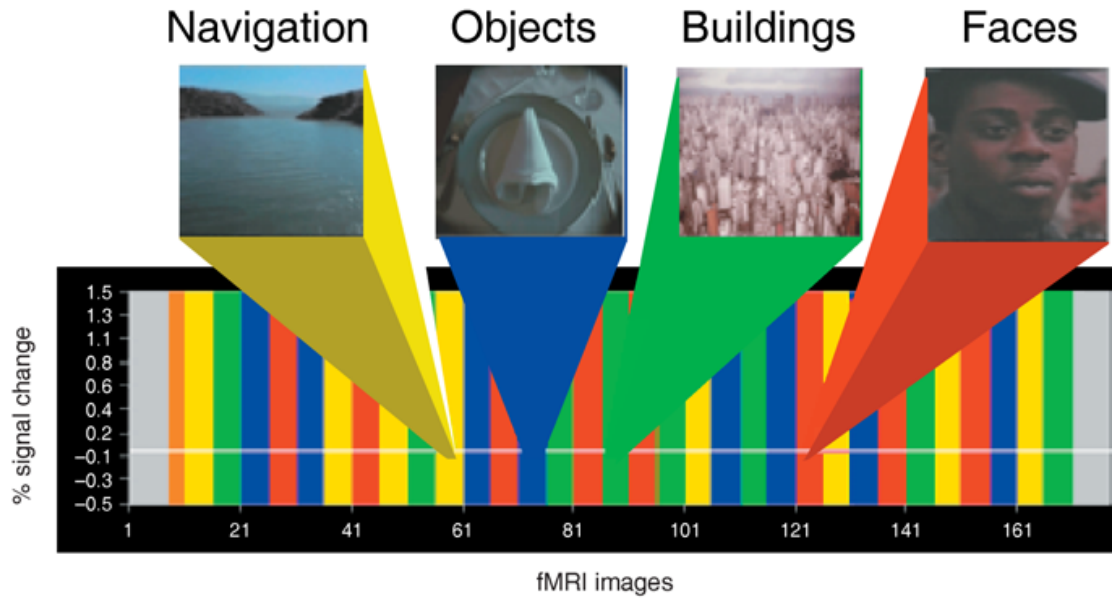 Navigation Objects Buildings Faces
% signal change
1.5
1.3
1.1
0.8
0.6
0.4
0.2
−0.1
−0.3
−0.5
1 21 41 61 81 101 121 141 161
fMRI images